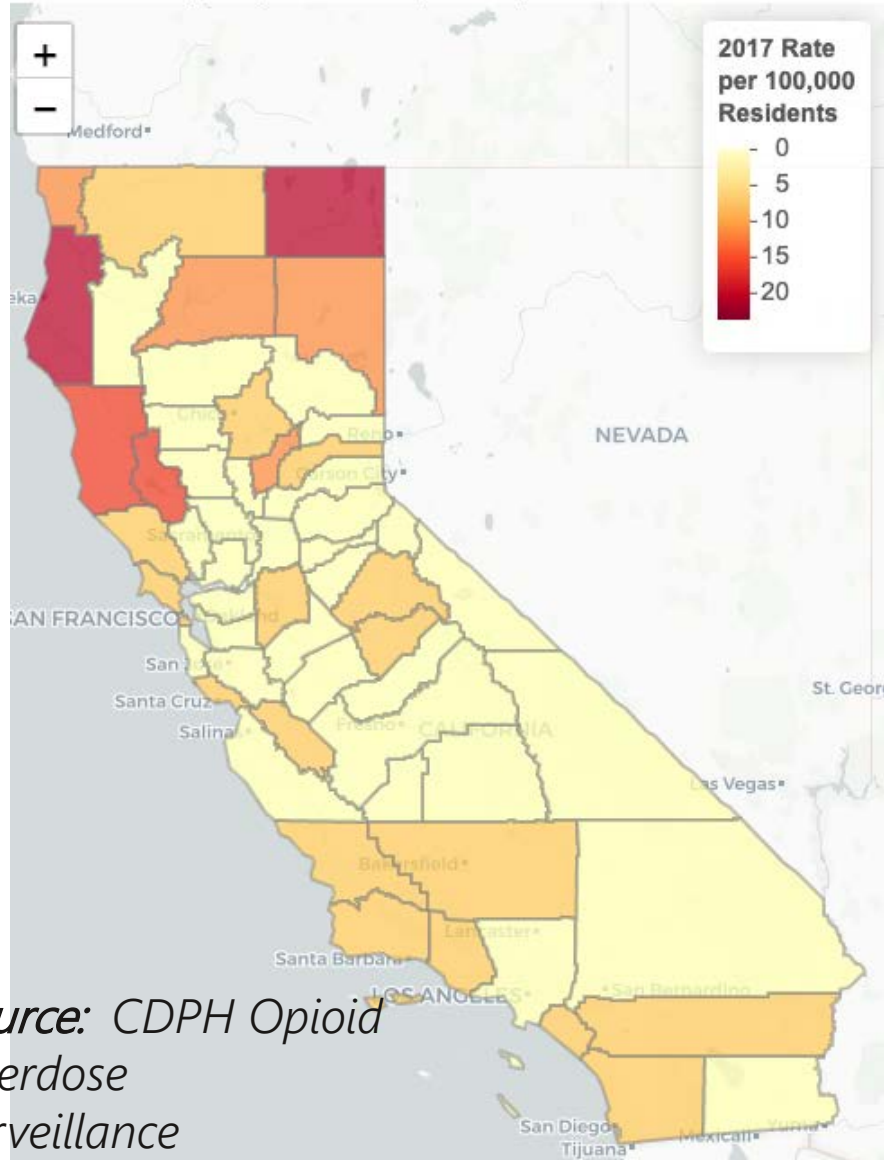 +
−
2017 Rate
per 100,000
Residents
0
5
10
15
20
Medford
eka
Chic
Reno
NEVADA
Carson City
Sacramento
SAN FRANCISCO
Oakland
San Jose
Santa Cruz
St. Geor
Salinas
Fresno
CALIFORNIA
Las Vegas
Bakersfield
Lancaster
Santa Barbara
LOS ANGELES
San Bernardino
urce: CDPH Opioid
erdose
rveillance
San Diego
Mexicali
Yuma
Tijuana